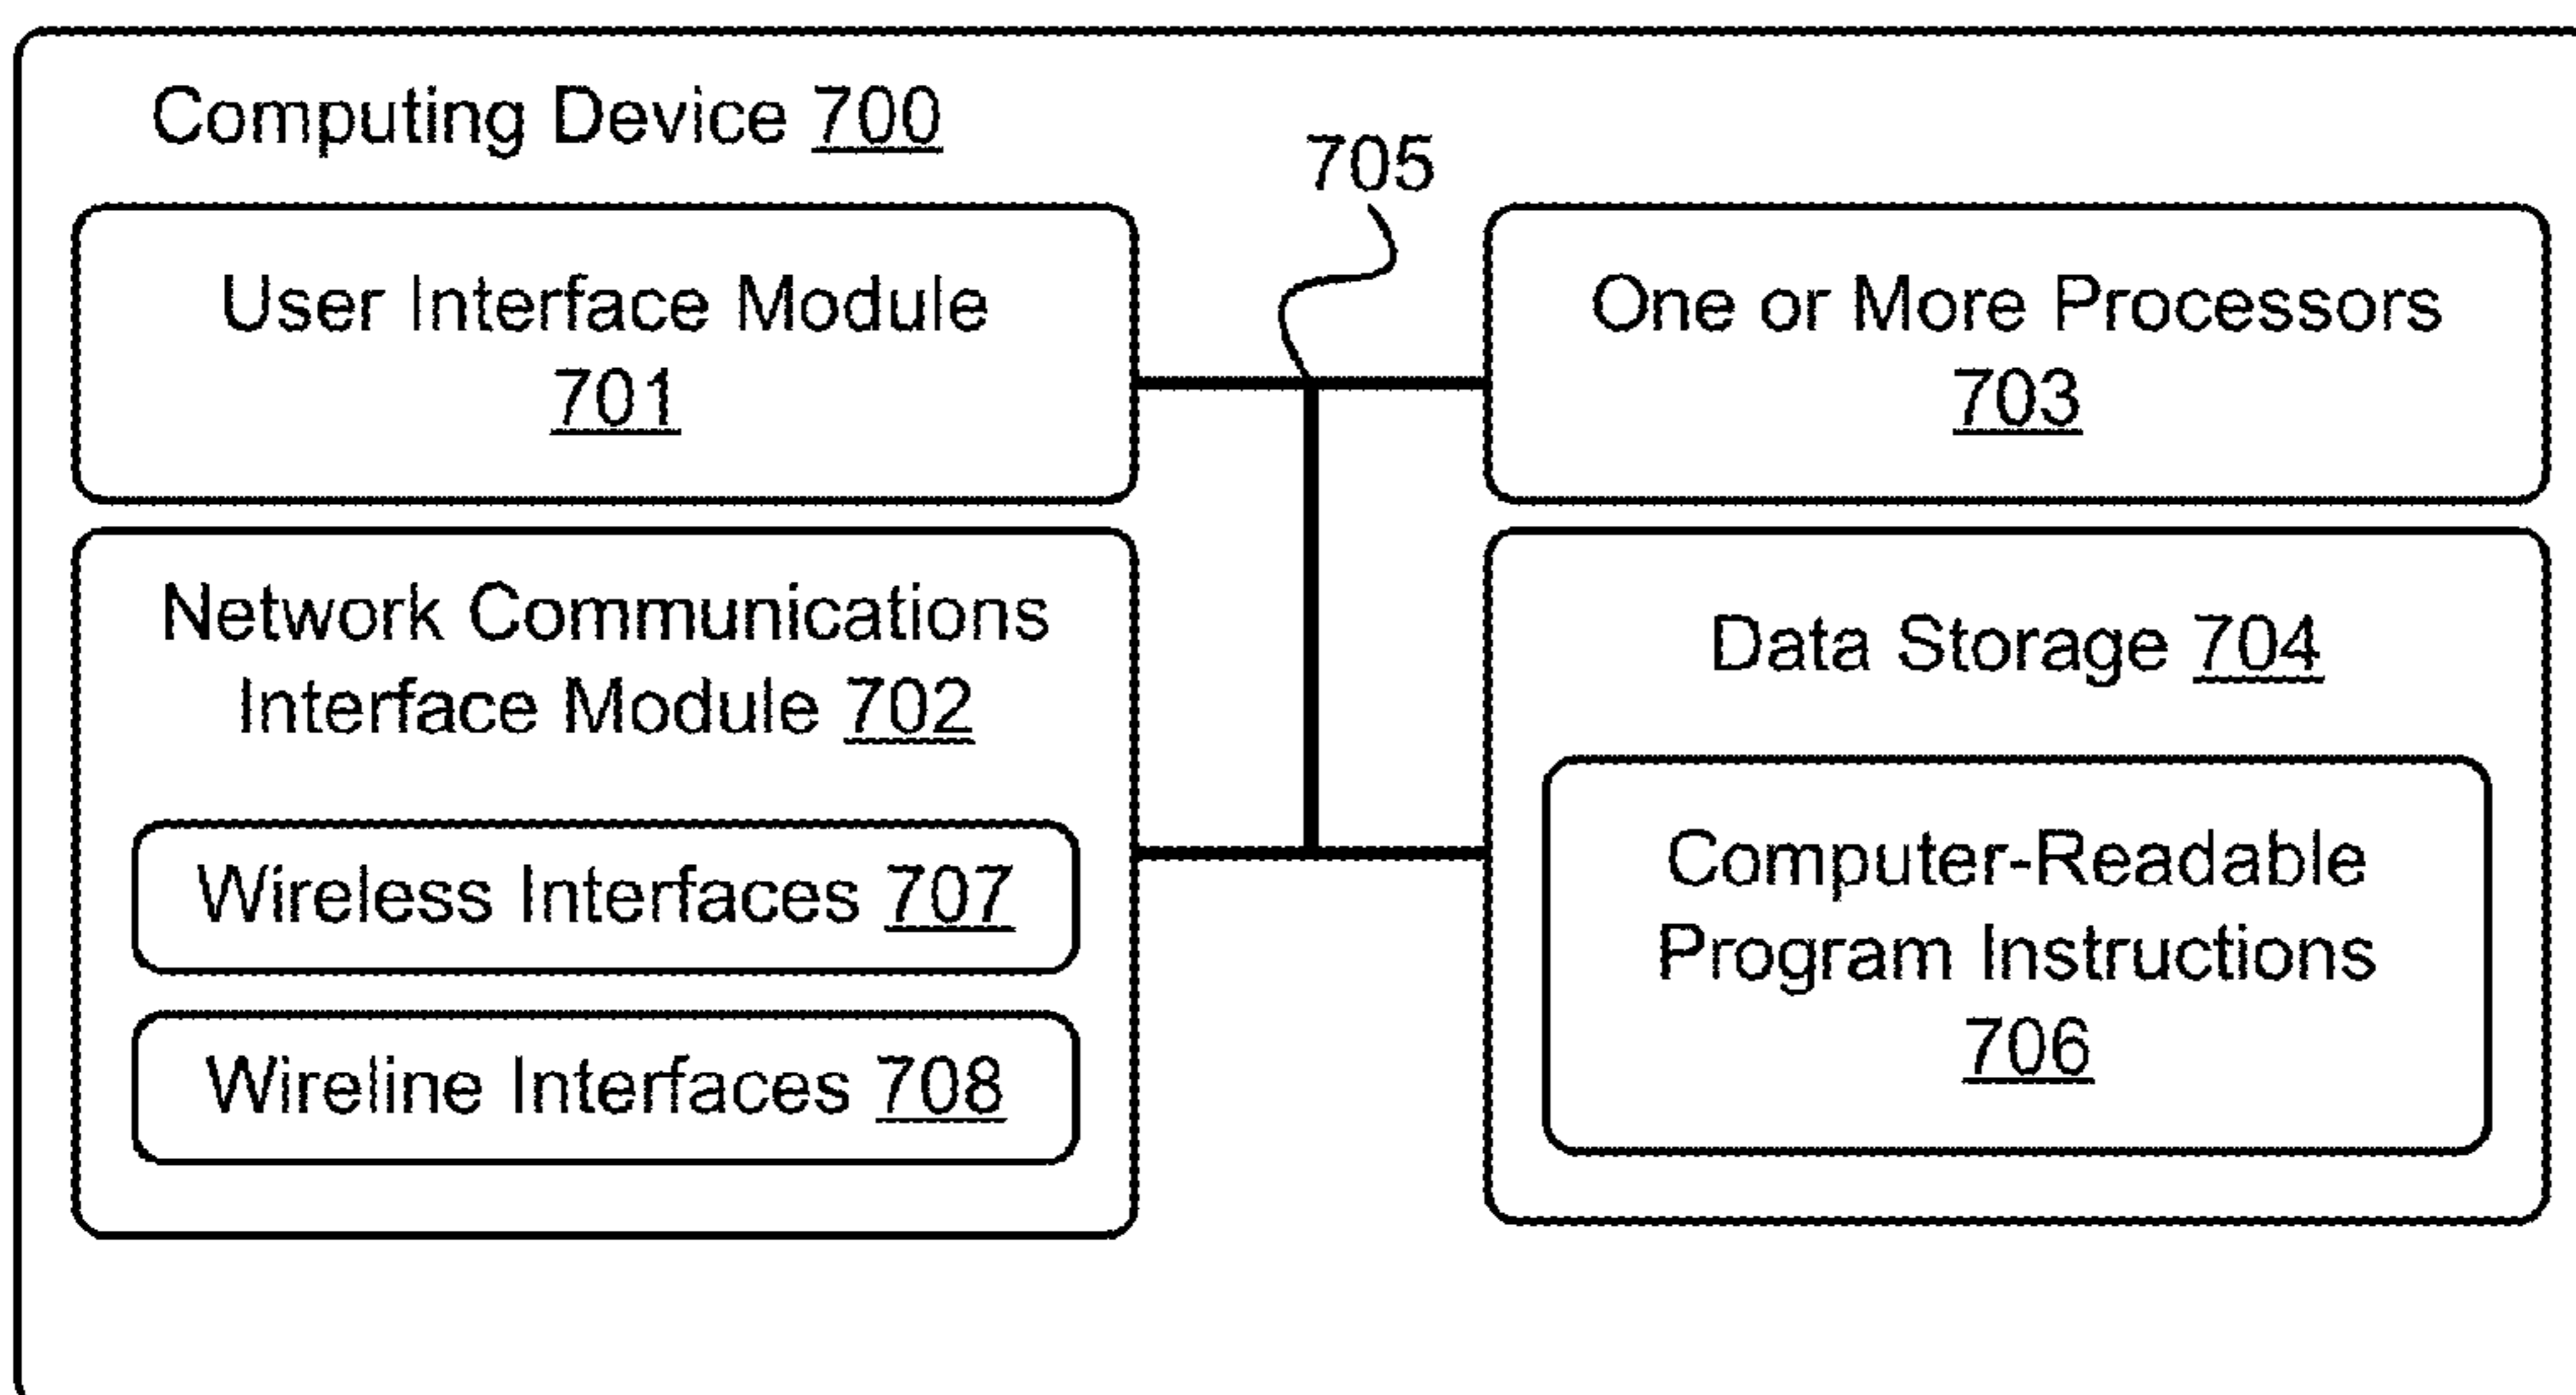 Computing Device 700
705
User Interface Module
701
One or More Processors
703
Network Communications
Interface Module 702
Wireless Interfaces 707
Wireline Interfaces 708
Data Storage 704
Computer-Readable
Program Instructions
706